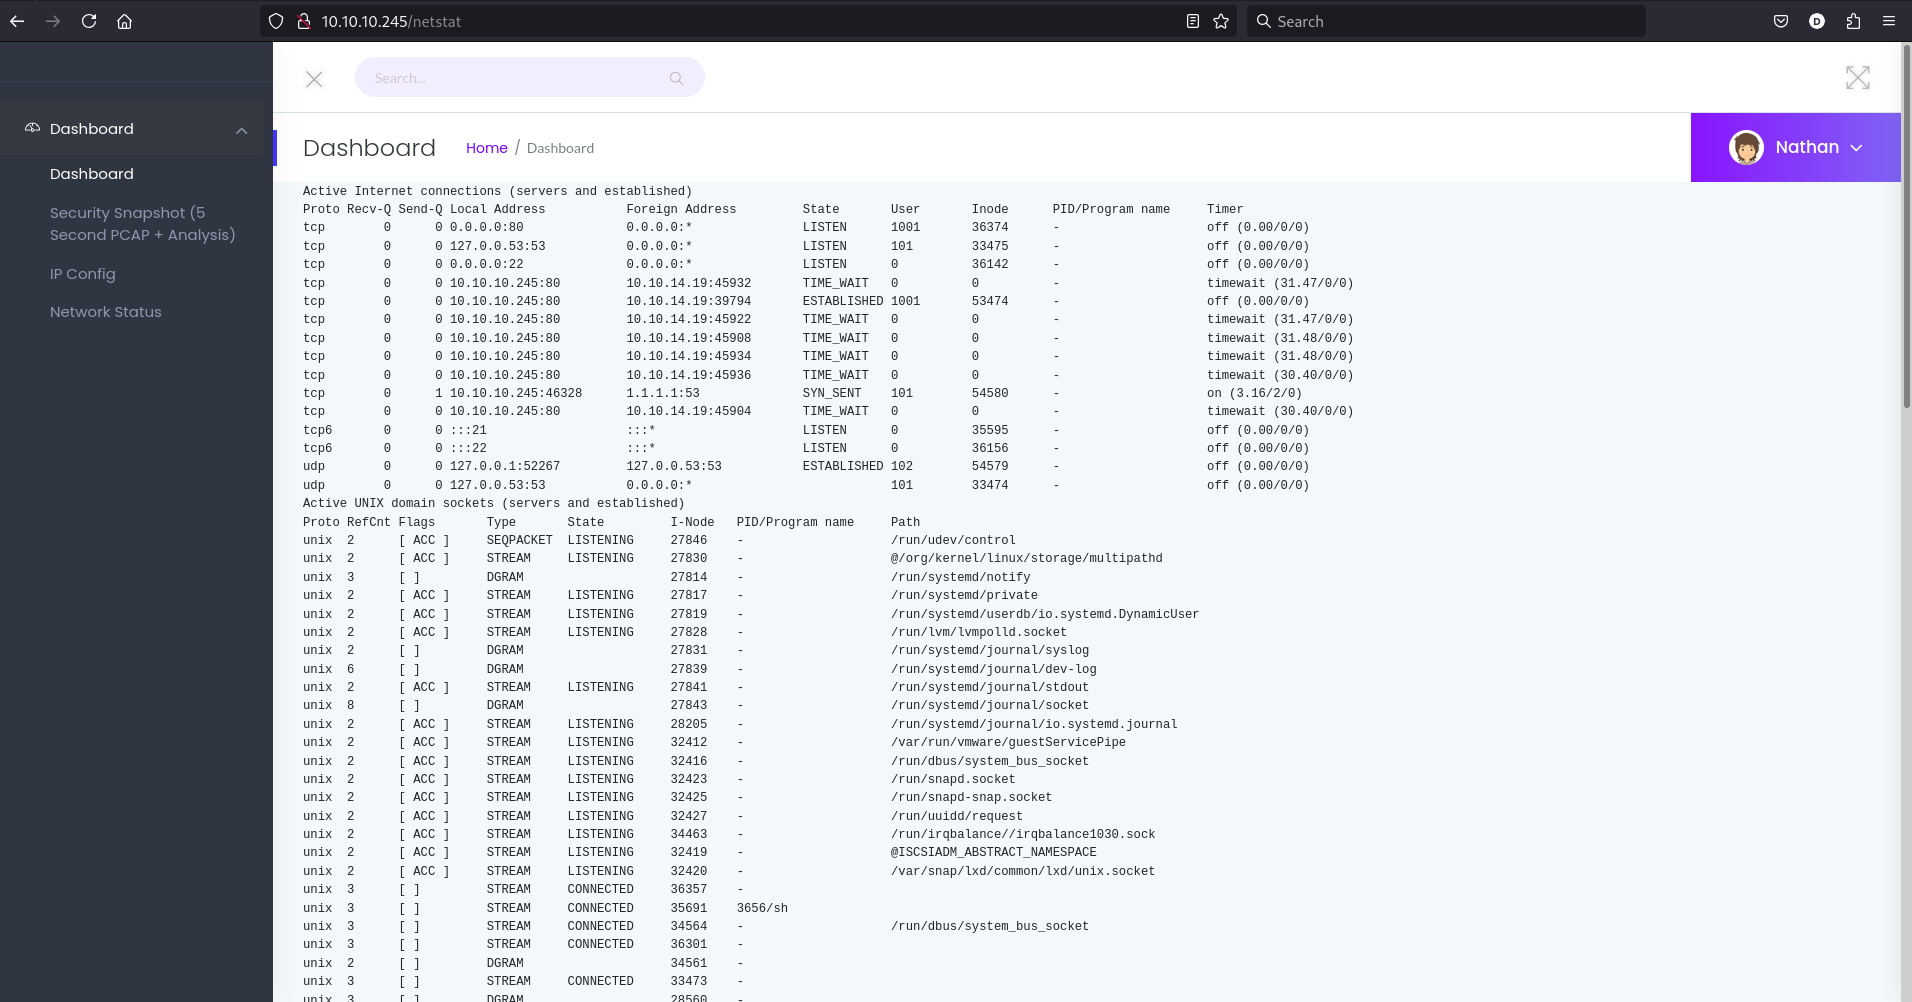 10.10.10.245/netstat
Search
D
Search...
Dashboard
Dashboard
Security Snapshot (5
Second PCAP + Analysis)
IP Config
Network Status
Dashboard
Home / Dashboard
Nathan
Active Internet connections (servers and established)
Proto Recv-Q Send-Q Local Address           Foreign Address         State       User       Inode      PID/Program name     Timer
tcp        0      0 0.0.0.0:80              0.0.0.0:*               LISTEN      1001       36374      -                    off (0.00/0/0)
tcp        0      0 127.0.0.53:53           0.0.0.0:*               LISTEN      101        33475      -                    off (0.00/0/0)
tcp        0      0 0.0.0.0:22              0.0.0.0:*               LISTEN      0          36142      -                    off (0.00/0/0)
tcp        0      0 10.10.10.245:80         10.10.14.19:45932       TIME_WAIT   0          0          -                    timewait (31.47/0/0)
tcp        0      0 10.10.10.245:80         10.10.14.19:39794       ESTABLISHED 1001       53474      -                    off (0.00/0/0)
tcp        0      0 10.10.10.245:80         10.10.14.19:45922       TIME_WAIT   0          0          -                    timewait (31.47/0/0)
tcp        0      0 10.10.10.245:80         10.10.14.19:45908       TIME_WAIT   0          0          -                    timewait (31.48/0/0)
tcp        0      0 10.10.10.245:80         10.10.14.19:45934       TIME_WAIT   0          0          -                    timewait (31.48/0/0)
tcp        0      0 10.10.10.245:80         10.10.14.19:45936       TIME_WAIT   0          0          -                    timewait (30.40/0/0)
tcp        0      1 10.10.10.245:46328      1.1.1.1:53              SYN_SENT    101        54580      -                    on (3.16/2/0)
tcp        0      0 10.10.10.245:80         10.10.14.19:45904       TIME_WAIT   0          0          -                    timewait (30.40/0/0)
tcp6       0      0 :::21                   :::*                    LISTEN      0          35595      -                    off (0.00/0/0)
tcp6       0      0 :::22                   :::*                    LISTEN      0          36156      -                    off (0.00/0/0)
udp        0      0 127.0.0.1:52267         127.0.0.53:53           ESTABLISHED 102        54579      -                    off (0.00/0/0)
udp        0      0 127.0.0.53:53           0.0.0.0:*                           101        33474      -                    off (0.00/0/0)
Active UNIX domain sockets (servers and established)
Proto RefCnt Flags       Type       State         I-Node   PID/Program name     Path
unix  2      [ ACC ]     SEQPACKET  LISTENING     27846    -                    /run/udev/control
unix  2      [ ACC ]     STREAM     LISTENING     27830    -                    @/org/kernel/linux/storage/multipathd
unix  3      [ ]         DGRAM                    27814    -                    /run/systemd/notify
unix  2      [ ACC ]     STREAM     LISTENING     27817    -                    /run/systemd/private
unix  2      [ ACC ]     STREAM     LISTENING     27819    -                    /run/systemd/userdb/io.systemd.DynamicUser
unix  2      [ ACC ]     STREAM     LISTENING     27828    -                    /run/lvm/lvmpolld.socket
unix  2      [ ]         DGRAM                    27831    -                    /run/systemd/journal/syslog
unix  6      [ ]         DGRAM                    27839    -                    /run/systemd/journal/dev-log
unix  2      [ ACC ]     STREAM     LISTENING     27841    -                    /run/systemd/journal/stdout
unix  8      [ ]         DGRAM                    27843    -                    /run/systemd/journal/socket
unix  2      [ ACC ]     STREAM     LISTENING     28205    -                    /run/systemd/journal/io.systemd.journal
unix  2      [ ACC ]     STREAM     LISTENING     32412    -                    /var/run/vmware/guestServicePipe
unix  2      [ ACC ]     STREAM     LISTENING     32416    -                    /run/dbus/system_bus_socket
unix  2      [ ACC ]     STREAM     LISTENING     32423    -                    /run/snapd.socket
unix  2      [ ACC ]     STREAM     LISTENING     32425    -                    /run/snapd-snap.socket
unix  2      [ ACC ]     STREAM     LISTENING     32427    -                    /run/uuidd/request
unix  2      [ ACC ]     STREAM     LISTENING     34463    -                    /run/irqbalance//irqbalance1030.sock
unix  2      [ ACC ]     STREAM     LISTENING     32419    -                    @ISCSIADM_ABSTRACT_NAMESPACE
unix  2      [ ACC ]     STREAM     LISTENING     32420    -                    /var/snap/lxd/common/lxd/unix.socket
unix  3      [ ]         STREAM     CONNECTED     36357    -
unix  3      [ ]         STREAM     CONNECTED     35691    3656/sh
unix  3      [ ]         STREAM     CONNECTED     34564    -                    /run/dbus/system_bus_socket
unix  3      [ ]         STREAM     CONNECTED     36301    -
unix  2      [ ]         DGRAM                    34561    -
unix  3      [ ]         STREAM     CONNECTED     33473    -
unix  3      [ ]         DGRAM                    28560    -